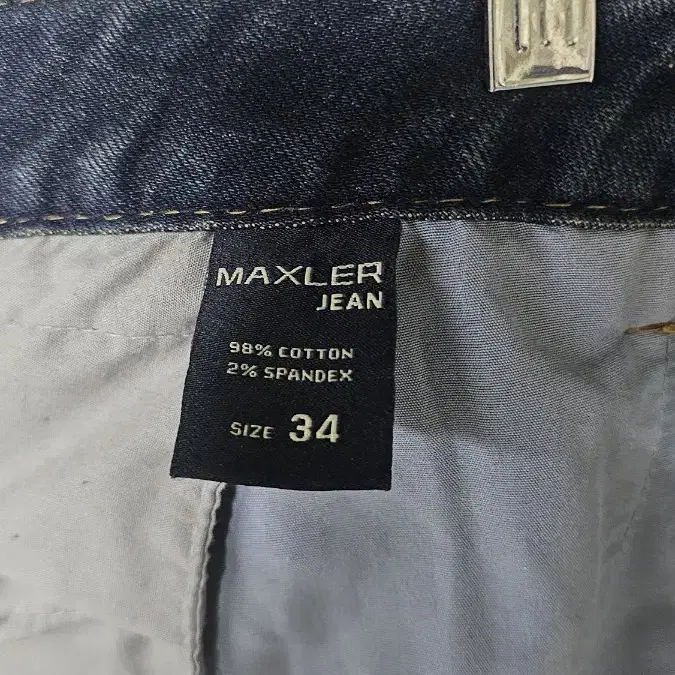 MAXLER
JEAN
98% COTTON
2% SPANDEX
SIZE 34